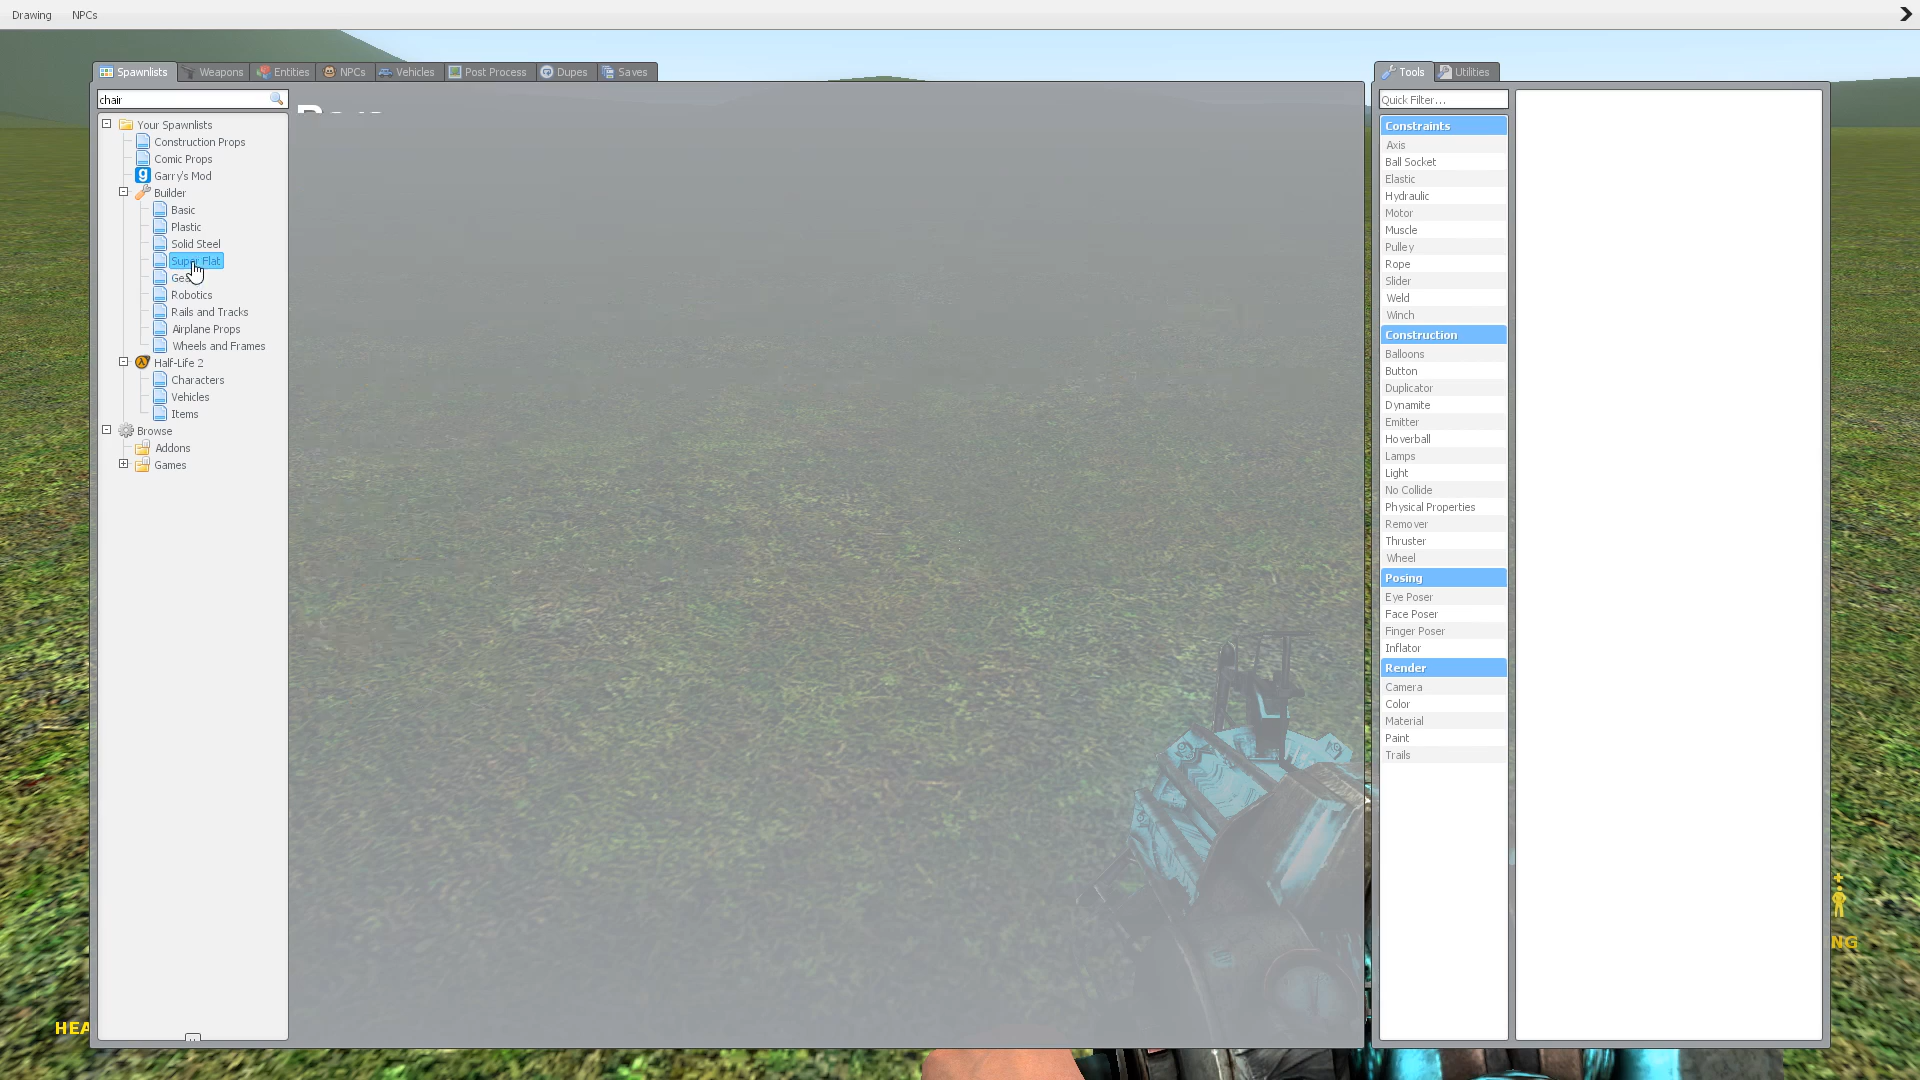 Drawing NPCs
Spawnlists Weapons Entities NPCs Vehicles Post Process Dupes Saves
Tools Utilities
chair
Your Spawnlists
Construction Props
Comic Props
Garry's Mod
Builder
Basic
Plastic
Solid Steel
Super Flat
Robotics
Rails and Tracks
Airplane Props
Wheels and Frames
Half-Life 2
Characters
Vehicles
Items
Browse
Addons
Games
Quick Filter...
Constraints
Axis
Ball Socket
Elastic
Hydraulic
Motor
Muscle
Pulley
Rope
Slider
Weld
Winch
Construction
Balloons
Button
Duplicator
Dynamite
Emitter
Hoverball
Lamps
Light
No Collide
Physical Properties
Remover
Thruster
Wheel
Posing
Eye Poser
Face Poser
Finger Poser
Inflator
Render
Camera
Color
Material
Paint
Trails